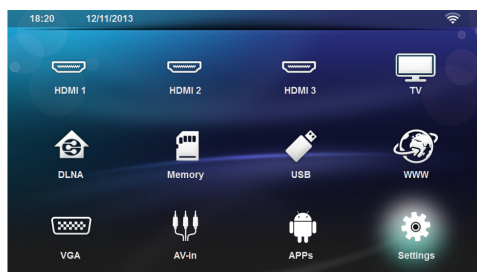 18:20 12/11/2013
HDMI 1 HDMI 2 HDMI 3 TV
DLNA Memory USB WWW
VGA AV-in APPs Settings